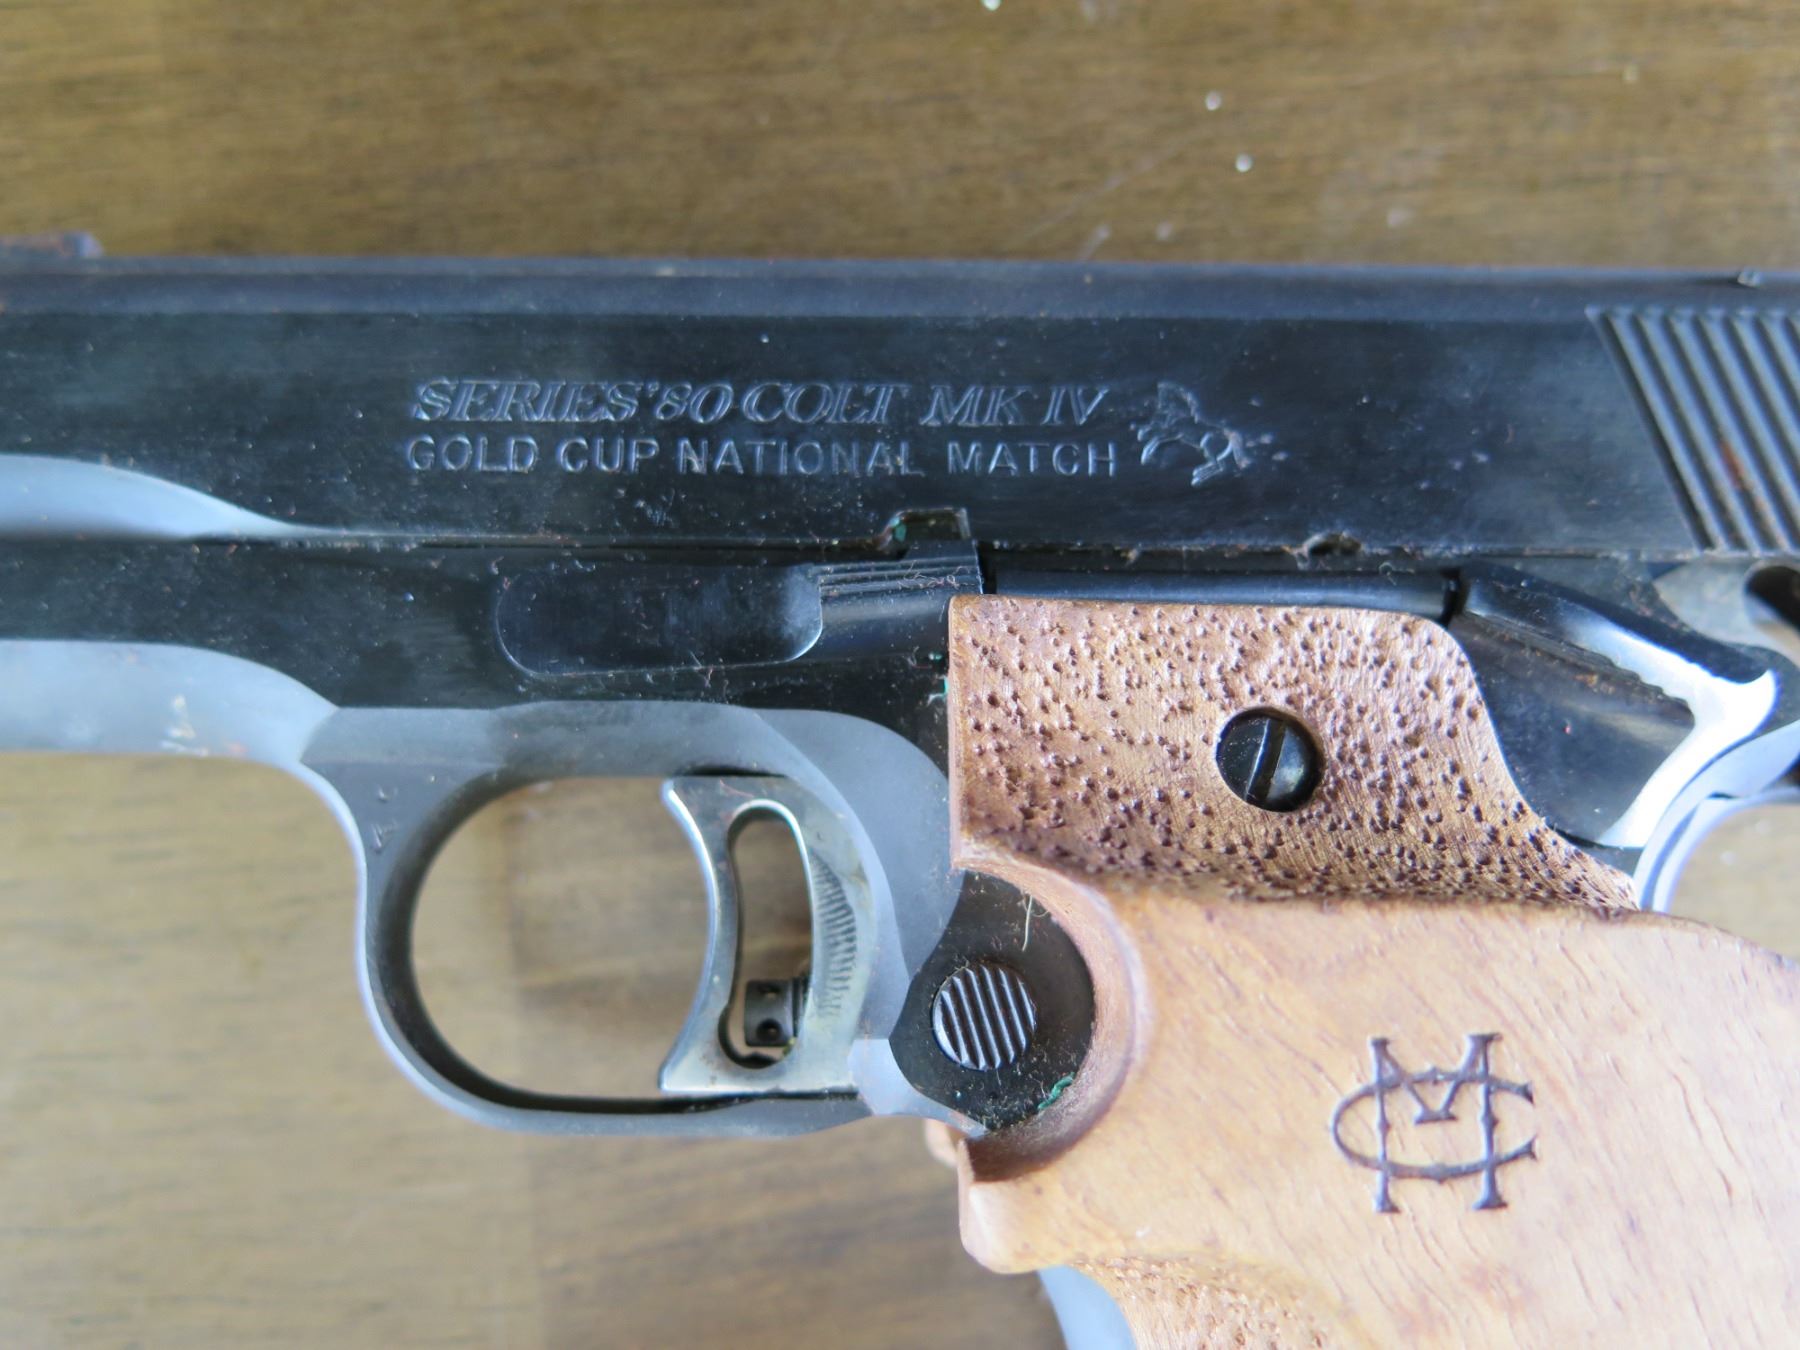 SERIES'80 COLT MK IV
GOLD CUP NATIONAL MATCH